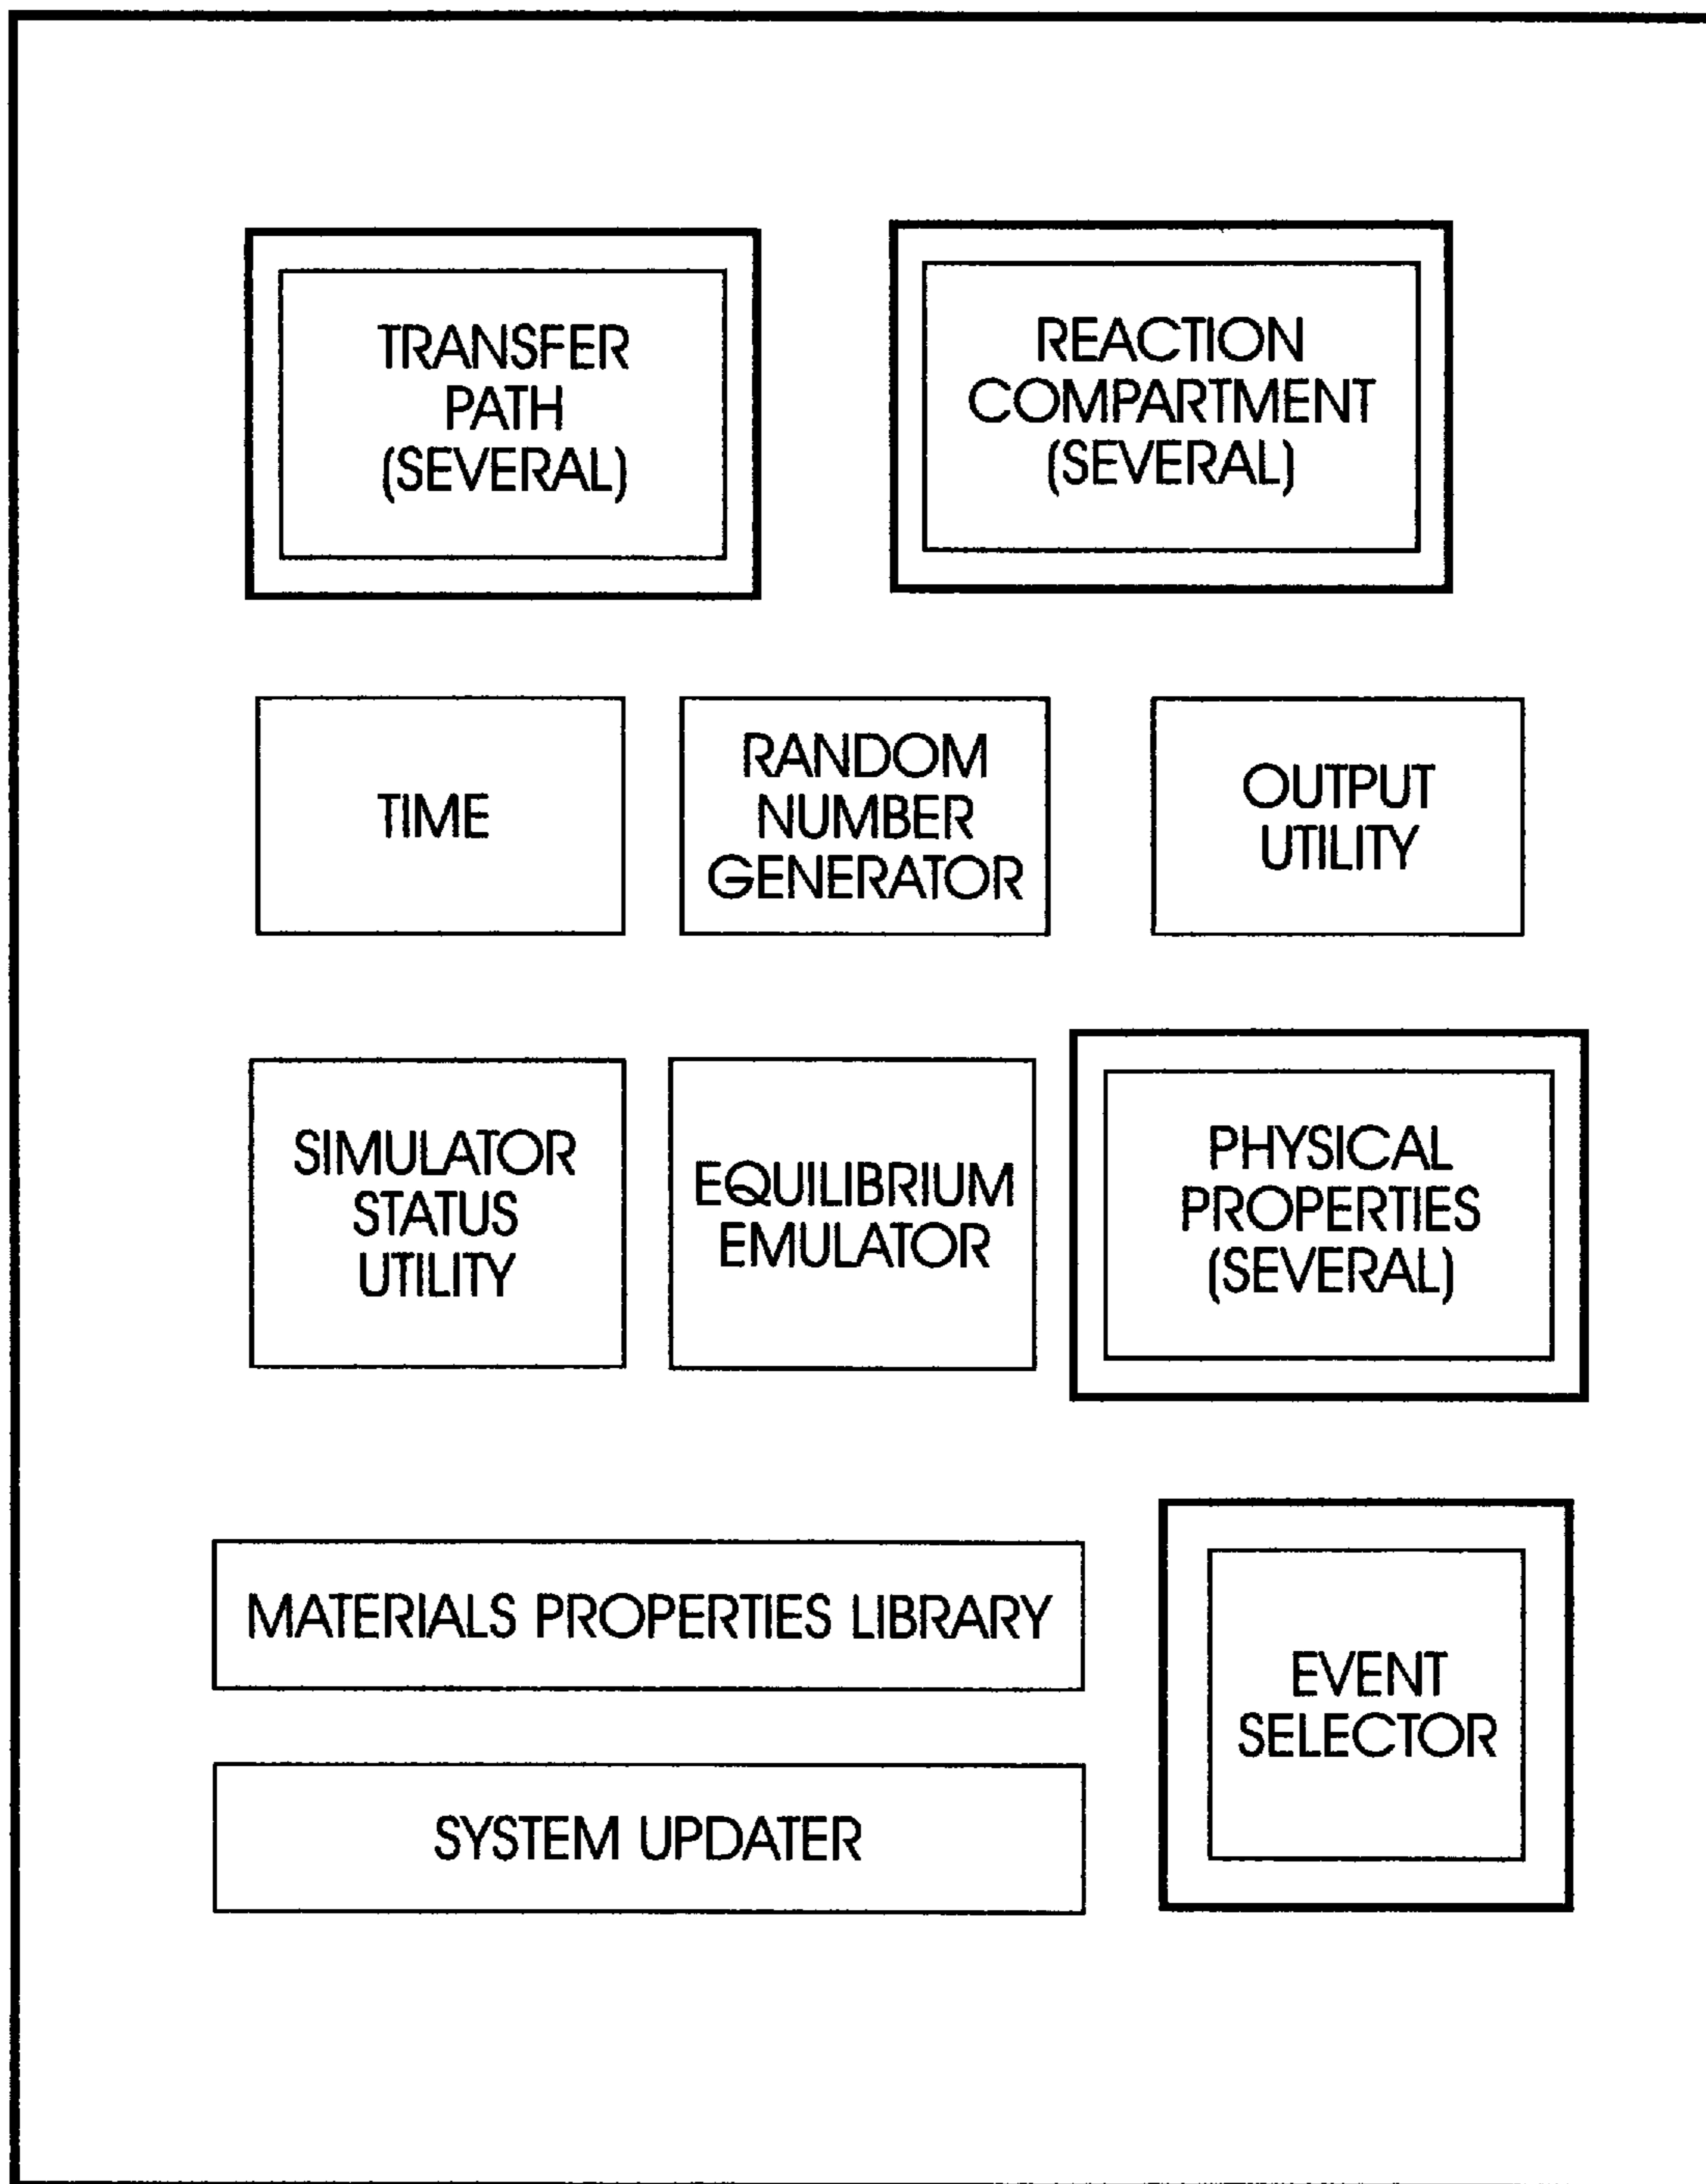 TRANSFER
PATH
(SEVERAL)
REACTION
COMPARTMENT
(SEVERAL)
TIME
RANDOM
NUMBER
GENERATOR
OUTPUT
UTILITY
SIMULATOR
STATUS
UTILITY
EQUILIBRIUM
EMULATOR
PHYSICAL
PROPERTIES
(SEVERAL)
MATERIALS PROPERTIES LIBRARY
EVENT
SELECTOR
SYSTEM UPDATER